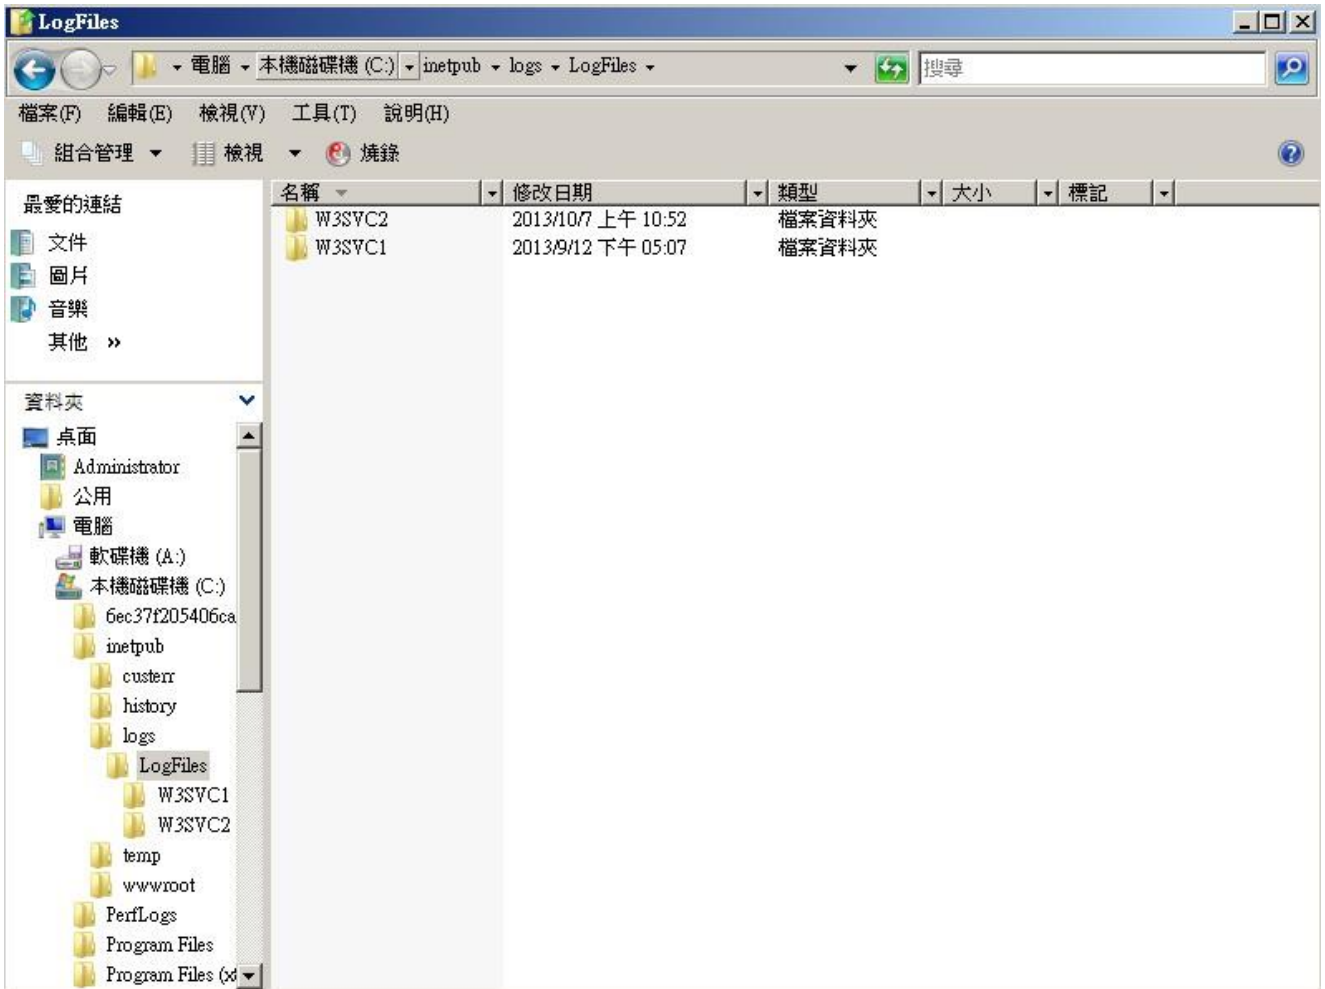 LogFiles
電腦 本機磁碟機 (C:) inetpub logs LogFiles 搜尋
檔案(F) 編輯(E) 檢視(V) 工具(T) 說明(H)
組合管理 檢視 燒錄
最愛的連結
文件
圖片
音樂
其他 »
資料夾
桌面
Administrator
公用
電腦
軟碟機 (A:)
本機磁碟機 (C:)
6ec37f205406ca
inetpub
custerr
history
logs
LogFiles
W3SVC1
W3SVC2
temp
wwwroot
PerfLogs
Program Files
Program Files (x
名稱 修改日期 類型 大小 標記
W3SVC2 2013/10/7 上午 10:52 檔案資料夾
W3SVC1 2013/9/12 下午 05:07 檔案資料夾